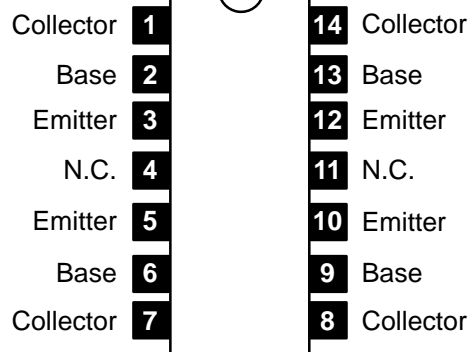 Collector 1 14 Collector
Base 2 13 Base
Emitter 3 12 Emitter
N.C. 4 11 N.C.
Emitter 5 10 Emitter
Base 6 9 Base
Collector 7 8 Collector